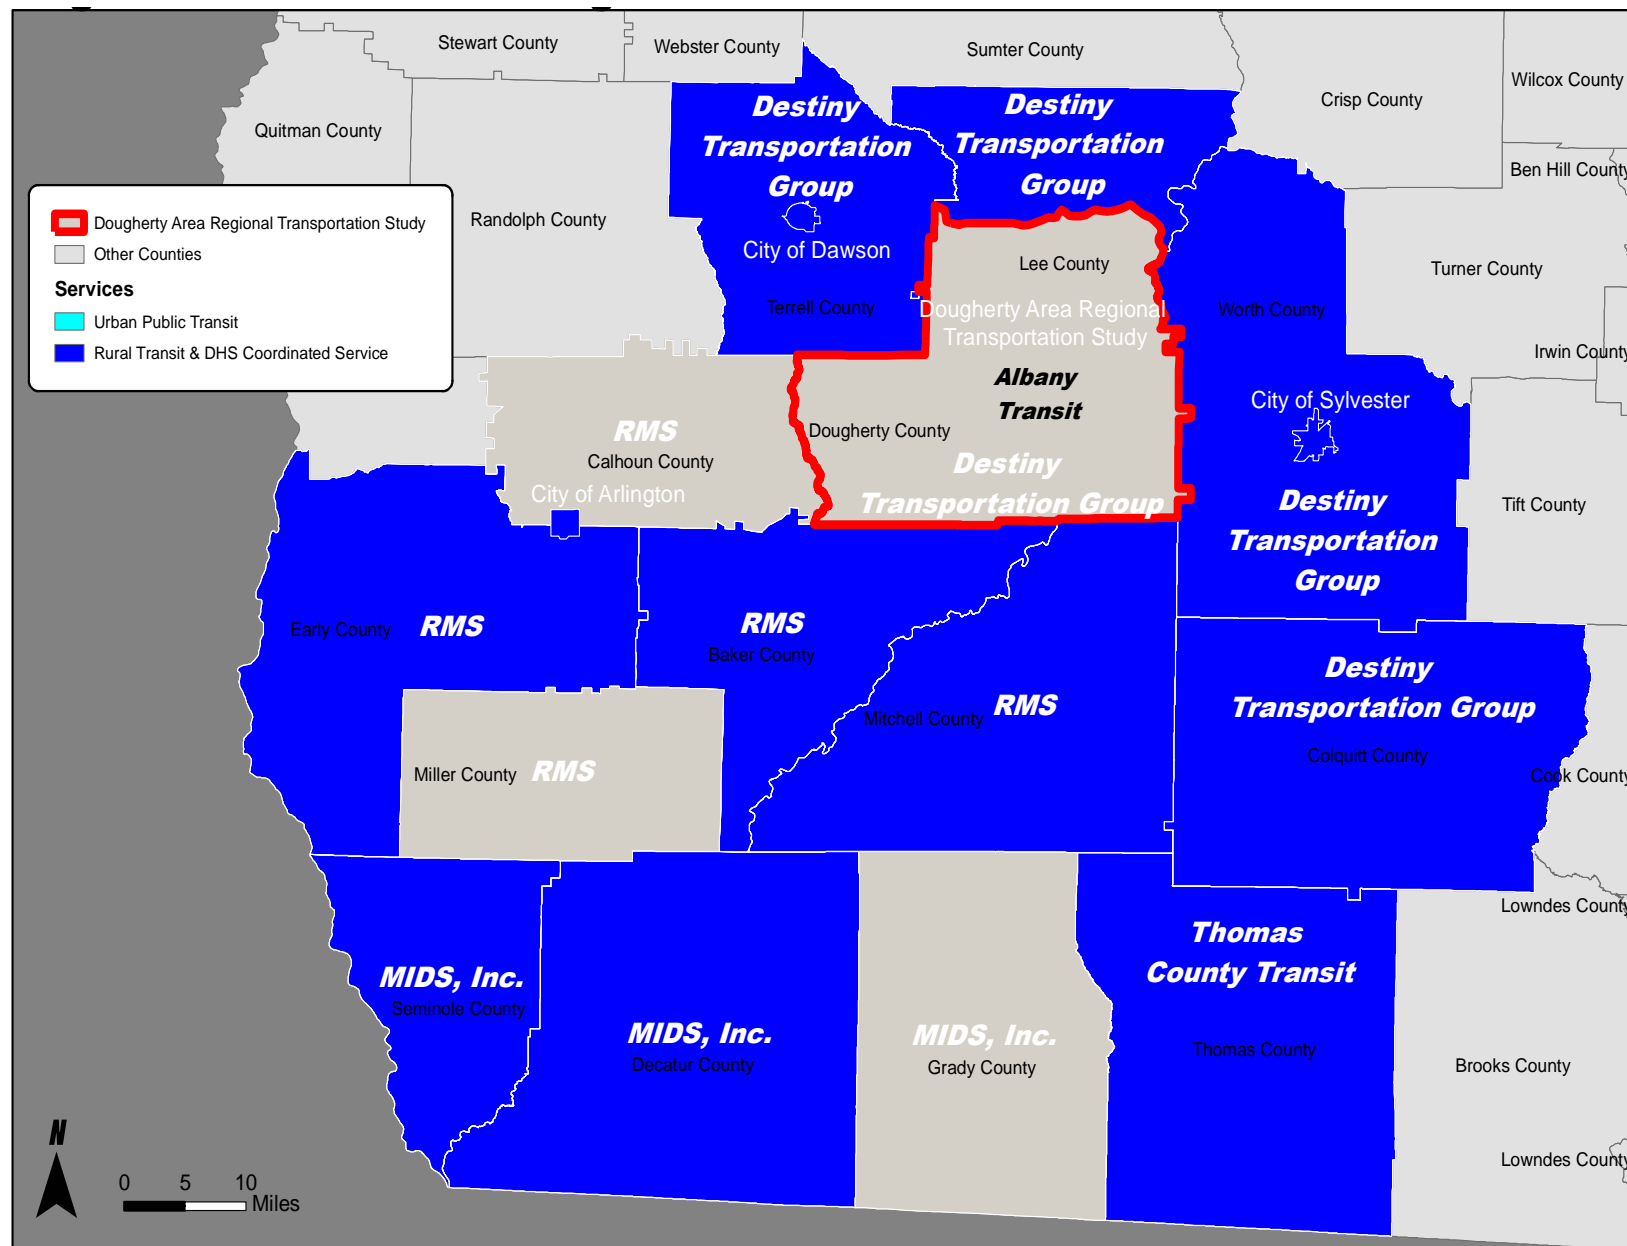 Stewart County
Webster County
Sumter County
Crisp County
Wilcox County
Quitman County
Destiny
Transportation
Group
Destiny
Transportation
Group
Ben Hill County
Dougherty Area Regional Transportation Study
Other Counties
Services
Urban Public Transit
Rural Transit & DHS Coordinated Service
Randolph County
City of Dawson
Terrell County
Lee County
Dougherty Area Regional
Transportation Study
Worth County
Turner County
Irwin County
Albany
Transit
City of Sylvester
RMS
Calhoun County
City of Arlington
Dougherty County
Destiny
Transportation Group
Destiny
Transportation
Group
Tift County
Early County
RMS
RMS
Baker County
Mitchell County
RMS
Destiny
Transportation Group
Colquitt County
Cook County
Miller County
RMS
Lowndes County
Thomas
County Transit
MIDS, Inc.
Seminole County
MIDS, Inc.
Decatur County
MIDS, Inc.
Grady County
Thomas County
Brooks County
Lowndes County
N
0 5 10
Miles